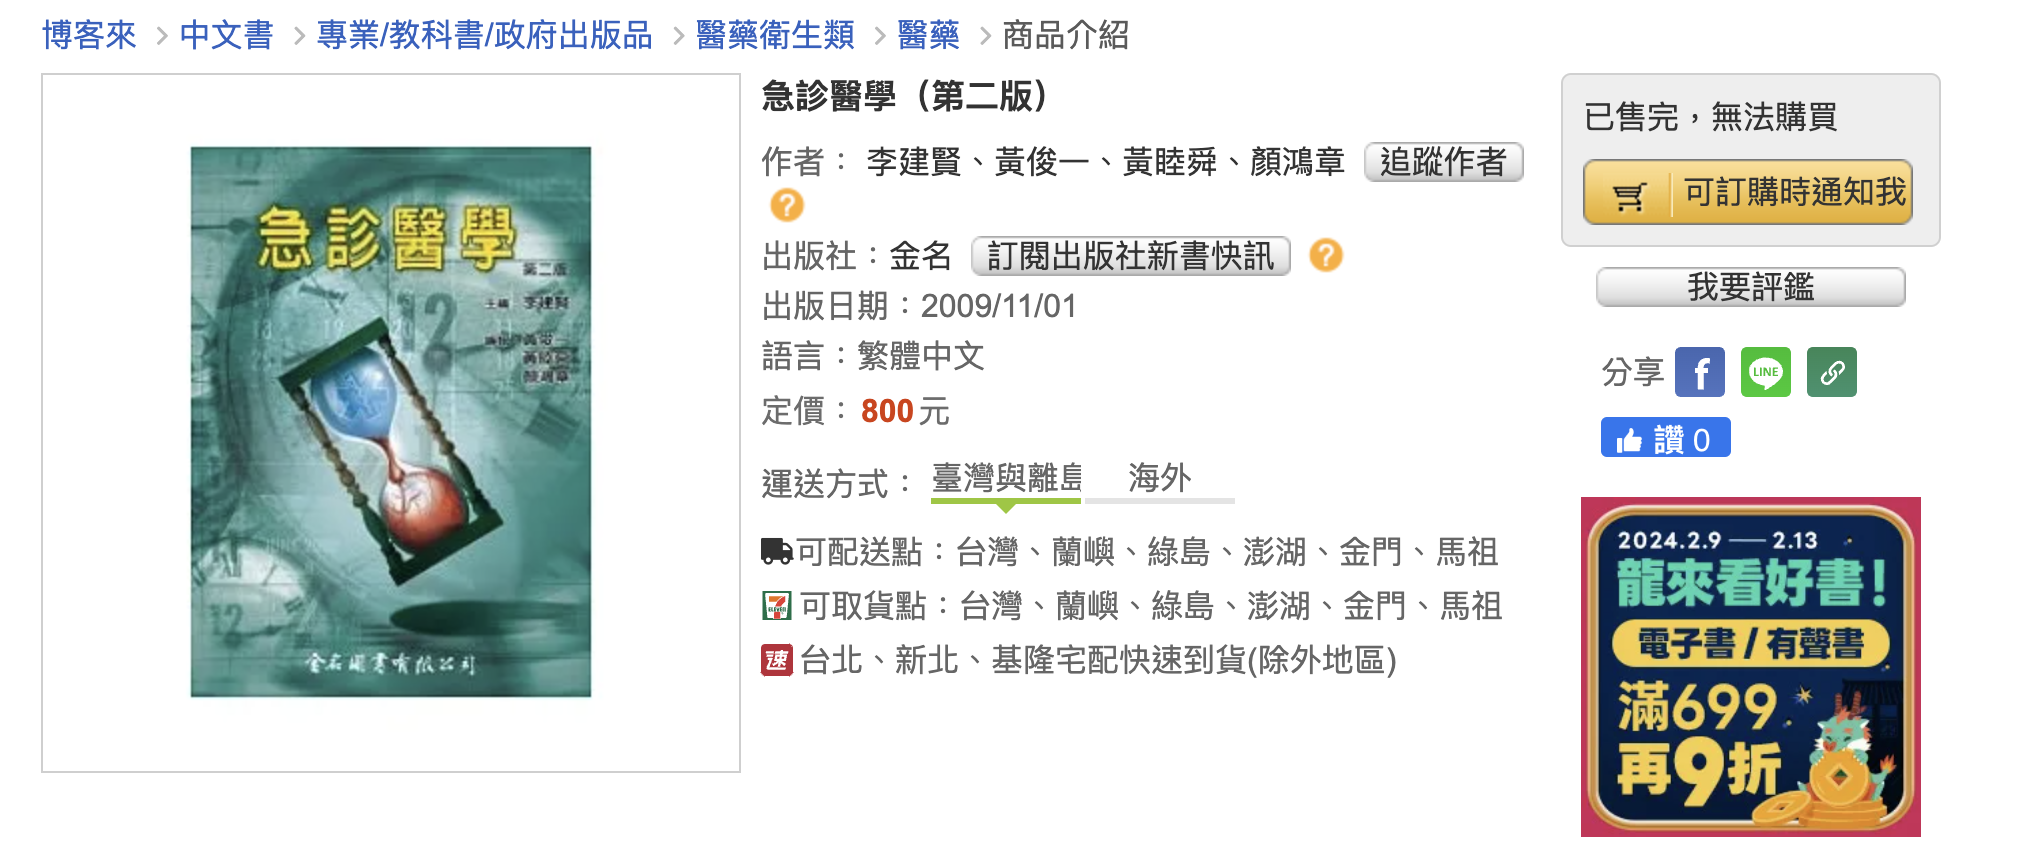 博客來 > 中文書 > 專業/教科書/政府出版品 > 醫藥衛生類 > 醫藥 > 商品介紹
急診醫學
第二版
主編 李建賢
金名圖書有限公司
急診醫學（第二版）
作者： 李建賢、黃俊一、黃睦舜、顏鴻章 追蹤作者
?
出版社：金名 訂閱出版社新書快訊 ?
出版日期：2009/11/01
語言：繁體中文
定價：800元
運送方式： 臺灣與離島 海外
可配送點：台灣、蘭嶼、綠島、澎湖、金門、馬祖
7 ELEVEN 可取貨點：台灣、蘭嶼、綠島、澎湖、金門、馬祖
速 台北、新北、基隆宅配快速到貨(除外地區)
已售完，無法購買
可訂購時通知我
我要評鑑
分享 f LINE
讚 0
2024.2.9 — 2.13
龍來看好書！
電子書/有聲書
滿699
再9折